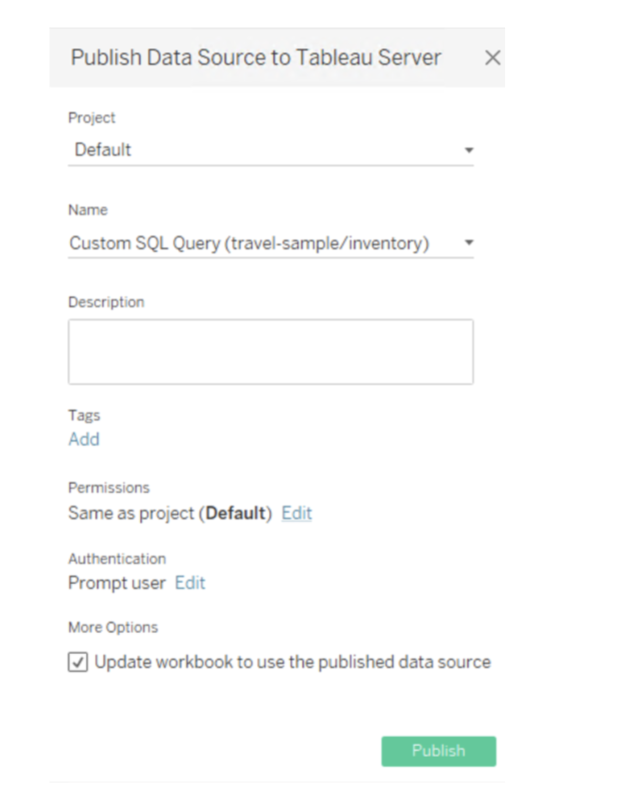 Publish Data Source to Tableau Server
Project
Default
Name
Custom SQL Query (travel-sample/inventory)
Description
Tags
Add
Permissions
Same as project (Default) Edit
Authentication
Prompt user Edit
More Options
Update workbook to use the published data source
Publish